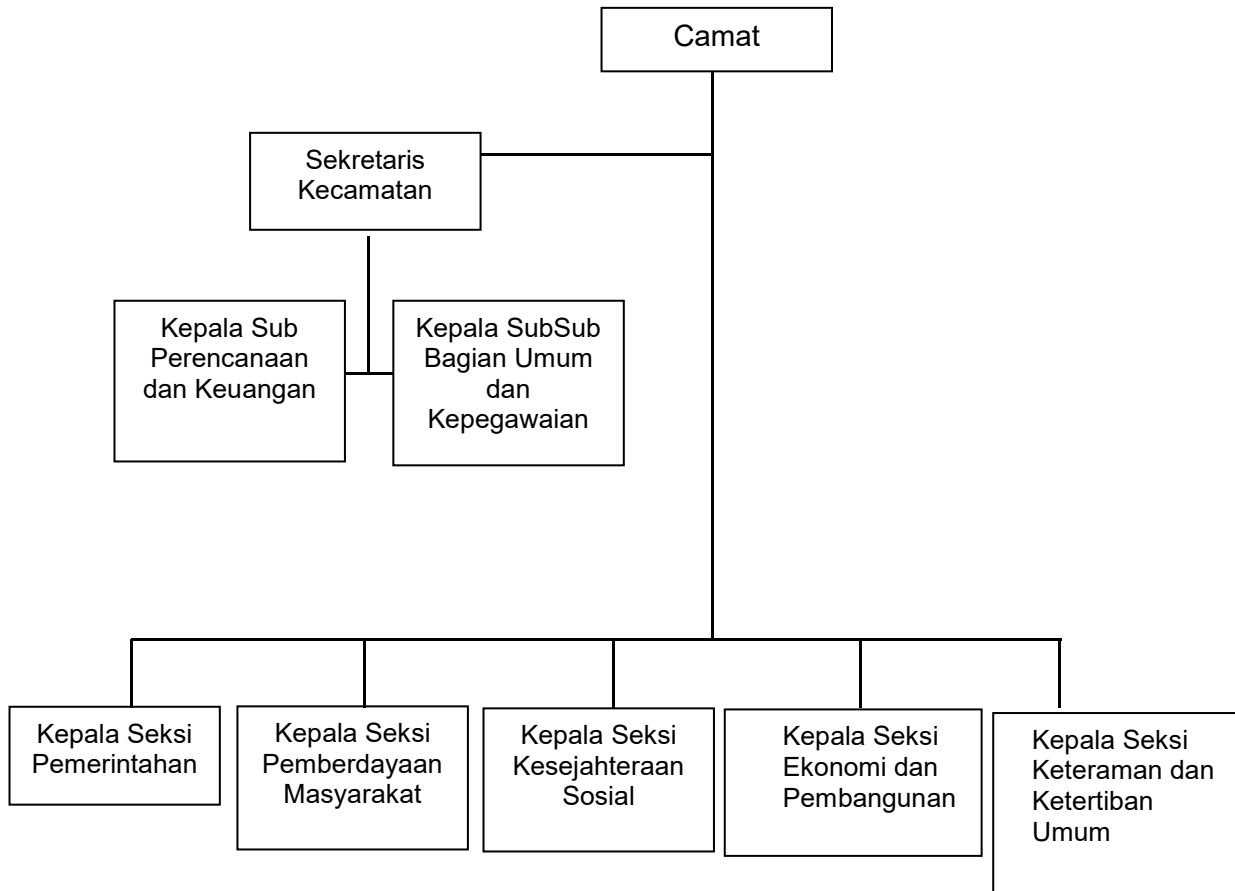 Camat
Sekretaris
Kecamatan
Kepala Sub
Perencanaan
dan Keuangan
Kepala SubSub
Bagian Umum
dan
Kepegawaian
Kepala Seksi
Pemerintahan
Kepala Seksi
Pemberdayaan
Masyarakat
Kepala Seksi
Kesejahteraan
Sosial
Kepala Seksi
Ekonomi dan
Pembangunan
Kepala Seksi
Keteraman dan
Ketertiban
Umum